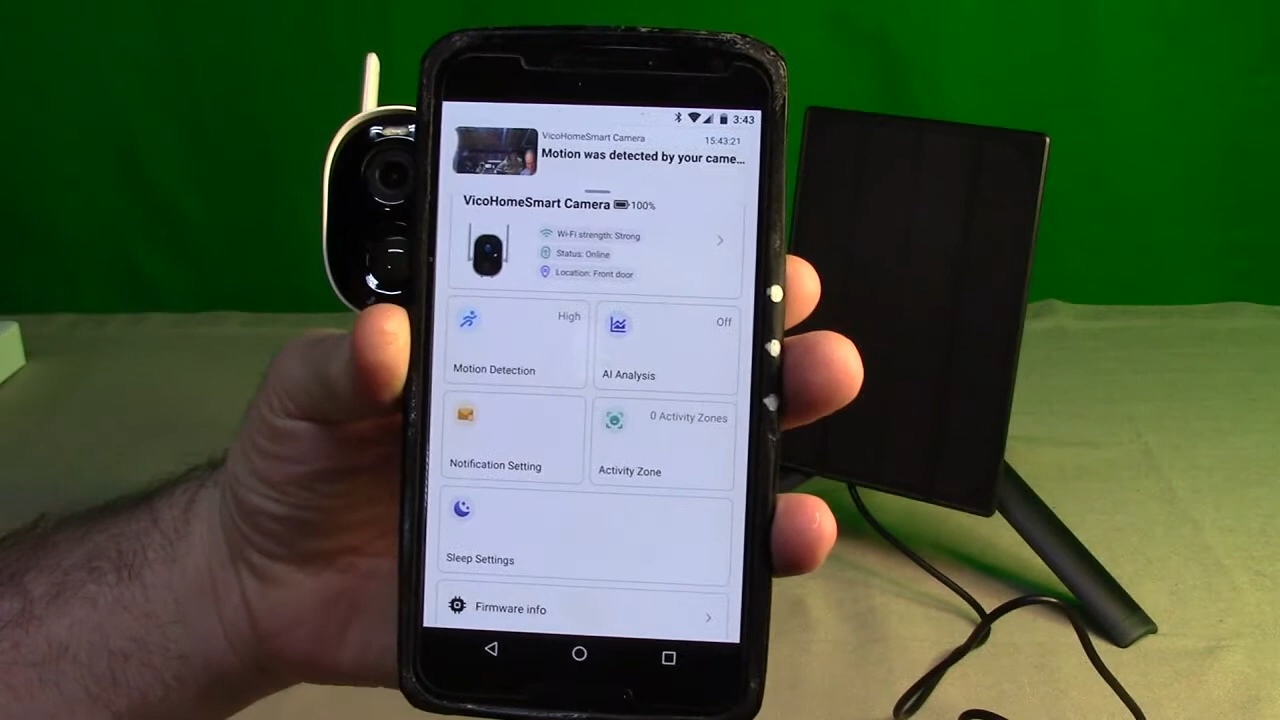 3:43
VicoHomeSmart Camera 15:43:21
Motion was detected by your came…
VicoHomeSmart Camera 100%
Wi-Fi strength: Strong
Status: Online
Location: Front door
High
Off
Motion Detection
AI Analysis
0 Activity Zones
Notification Setting
Activity Zone
Sleep Settings
Firmware info